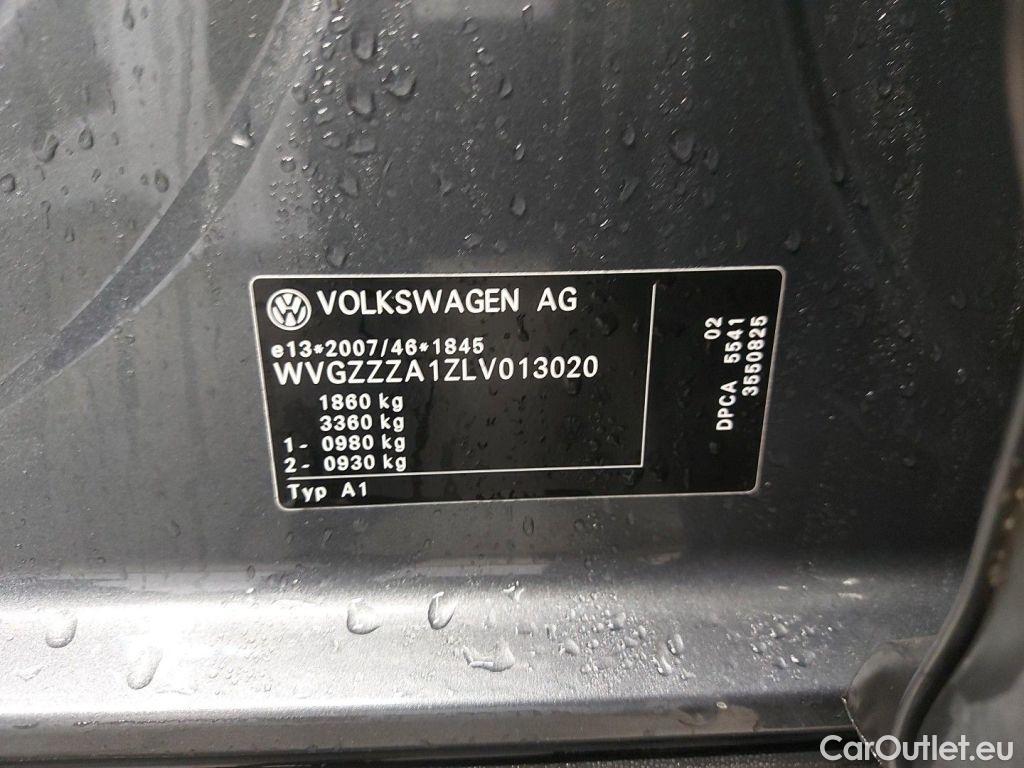 VOLKSWAGEN AG
e13*2007/46*1845
WVGZZZA1ZLV013020
1860 kg
3360 kg
1- 0980 kg
2- 0930 kg
Typ A1
02
DPCA 5541
3550825
CarOutlet.eu